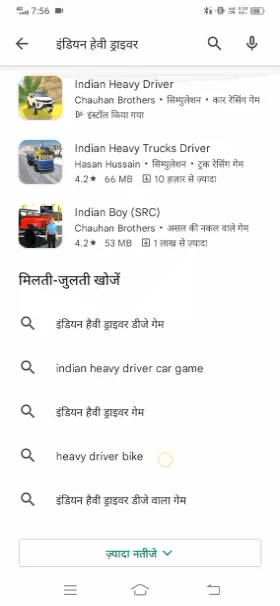 7:56
इंडियन हेवी ड्राइवर
Indian Heavy Driver
Chauhan Brothers • सिम्युलेशन • कार रेसिंग गेम
इंस्टॉल किया गया
Indian Heavy Trucks Driver
Hasan Hussain • सिम्युलेशन • ट्रक रेसिंग गेम
4.2★ 66 MB 10 हज़ार से ज़्यादा
Indian Boy (SRC)
Chauhan Brothers • असल की नकल वाले गेम
4.2★ 53 MB 1 लाख से ज़्यादा
मिलती-जुलती खोजें
इंडियन हैवी ड्राइवर डीजे गेम
indian heavy driver car game
इंडियन हैवी ड्राइवर गेम
heavy driver bike
इंडियन हैवी ड्राइवर डीजे वाला गेम
ज़्यादा नतीजे